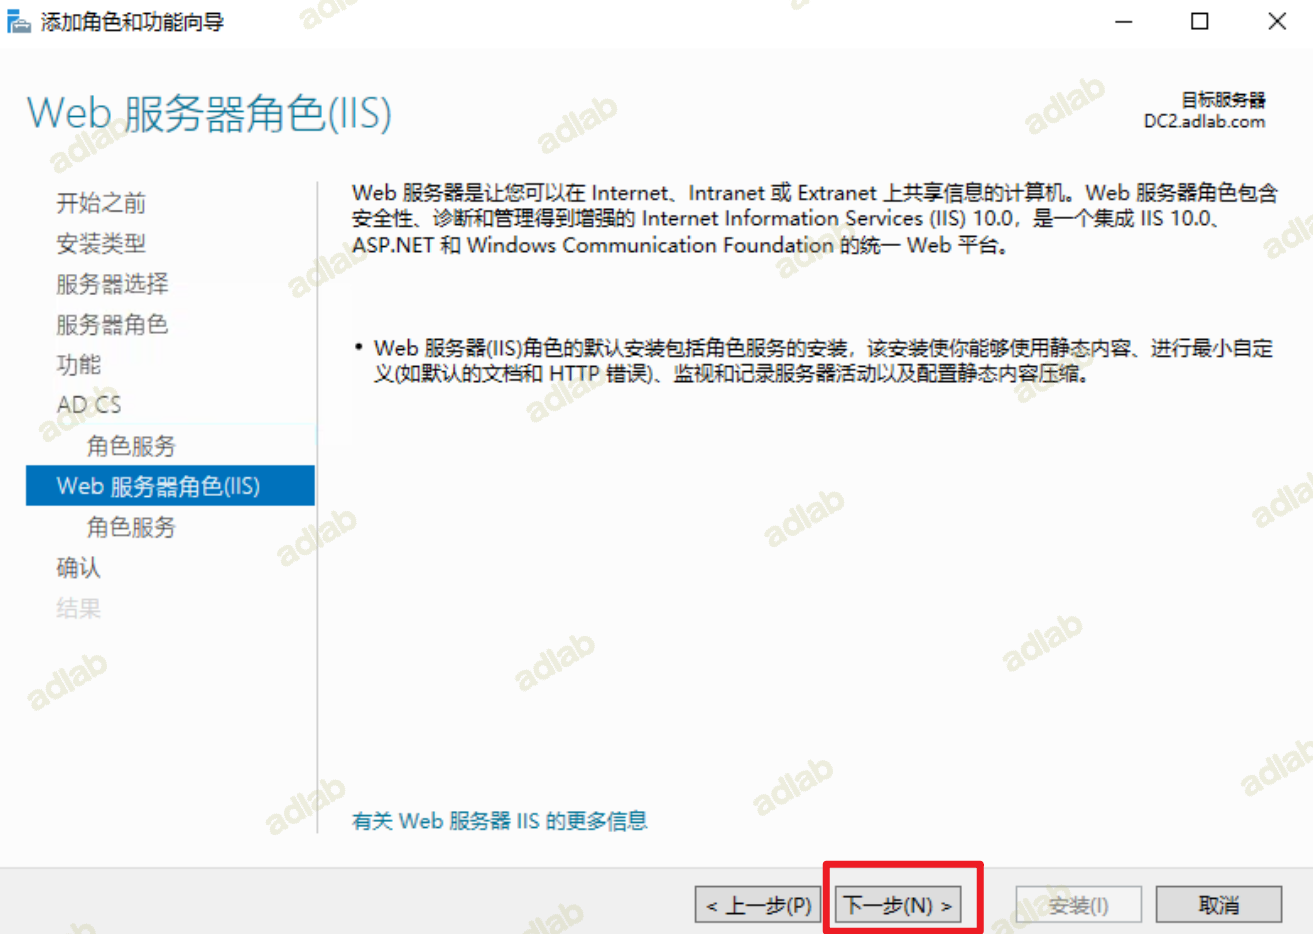 添加角色和功能向导
Web 服务器角色(IIS)
目标服务器
DC2.adlab.com
开始之前
安装类型
服务器选择
服务器角色
功能
AD CS
角色服务
Web 服务器角色(IIS)
角色服务
确认
结果
Web 服务器是让您可以在 Internet、Intranet 或 Extranet 上共享信息的计算机。Web 服务器角色包含
安全性、诊断和管理得到增强的 Internet Information Services (IIS) 10.0，是一个集成 IIS 10.0、
ASP.NET 和 Windows Communication Foundation 的统一 Web 平台。
• Web 服务器(IIS)角色的默认安装包括角色服务的安装，该安装使你能够使用静态内容、进行最小自定
义(如默认的文档和 HTTP 错误)、监视和记录服务器活动以及配置静态内容压缩。
有关 Web 服务器 IIS 的更多信息
< 上一步(P)
下一步(N) >
安装(I)
取消
adlab